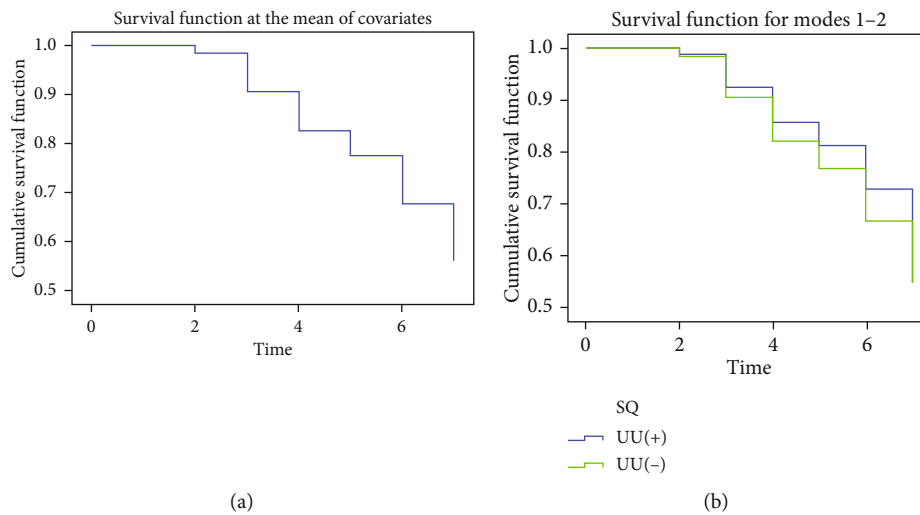 Survival function at the mean of covariates
Cumulative survival function
1.0
0.9
0.8
0.7
0.6
0.5
0
2
4
6
Time
(a)
Survival function for modes 1–2
Cumulative survival function
1.0
0.9
0.8
0.7
0.6
0.5
0
2
4
6
Time
SQ
UU(+)
UU(–)
(b)